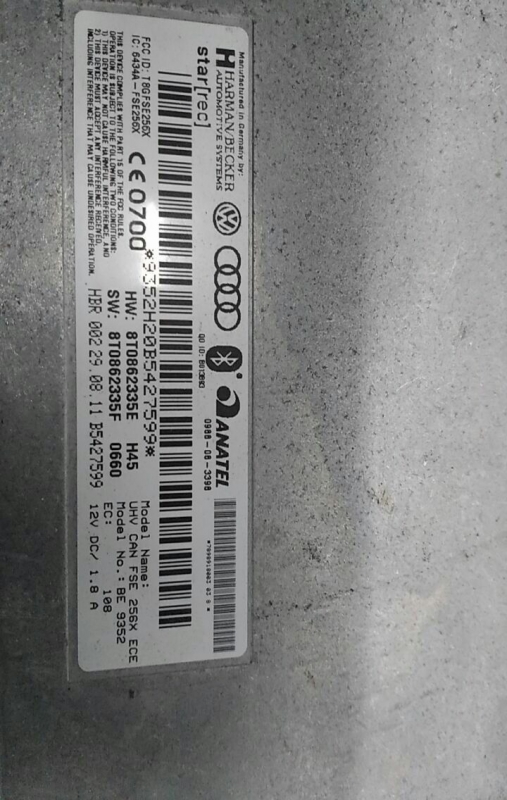 Manufactured in Germany by:
HARMAN/BECKER
AUTOMOTIVE SYSTEMS
star[rec]
ANATEL
0988-08-3398
FCC ID: T8GFSE256X
IC: 6434A-FSE256X
*9352H20B5427599*
THIS DEVICE COMPLIES WITH PART 15 OF THE FCC RULES.
OPERATION IS SUBJECT TO THE FOLLOWING TWO CONDITIONS:
1) THIS DEVICE MAY NOT CAUSE HARMFUL INTERFERENCE, AND
2) THIS DEVICE MUST ACCEPT ANY INTERFERENCE RECEIVED,
INCLUDING INTERFERENCE THAT MAY CAUSE UNDESIRED OPERATION.
CE0700
HW: 8T0862335E H45
SW: 8T0862335F 0660
HBR 002 29.08.11 B5427599
Model Name:
UHV CAN FSE 256X ECE
Model No.: BE 9352
EC: 108
12V DC/ 1.8 A